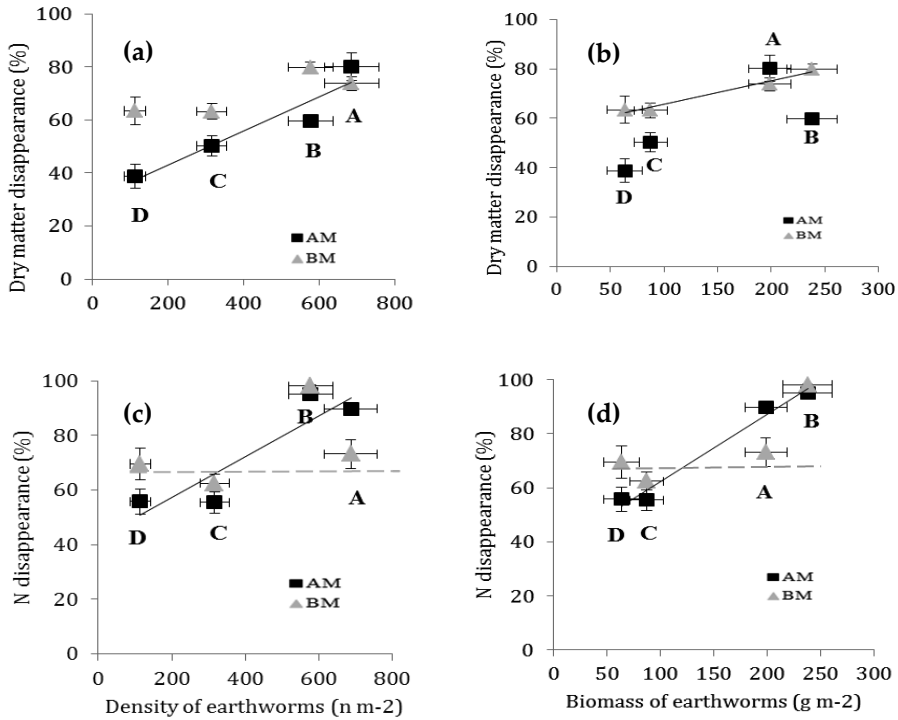 100
80
60
40
20
0
Dry matter disappearance (%)
(a)
D
C
B
A
AM
BM
0 200 400 600 800
100
80
60
40
20
0
Dry matter disappearance (%)
(b)
A
B
C
D
AM
BM
0 50 100 150 200 250 300
100
80
60
40
20
0
N disappearance (%)
(c)
B
D
C
A
AM
BM
0 200 400 600 800
Density of earthworms (n m-2)
100
80
60
40
20
0
N disappearance (%)
(d)
B
A
D C
AM
BM
0 50 100 150 200 250 300
Biomass of earthworms (g m-2)